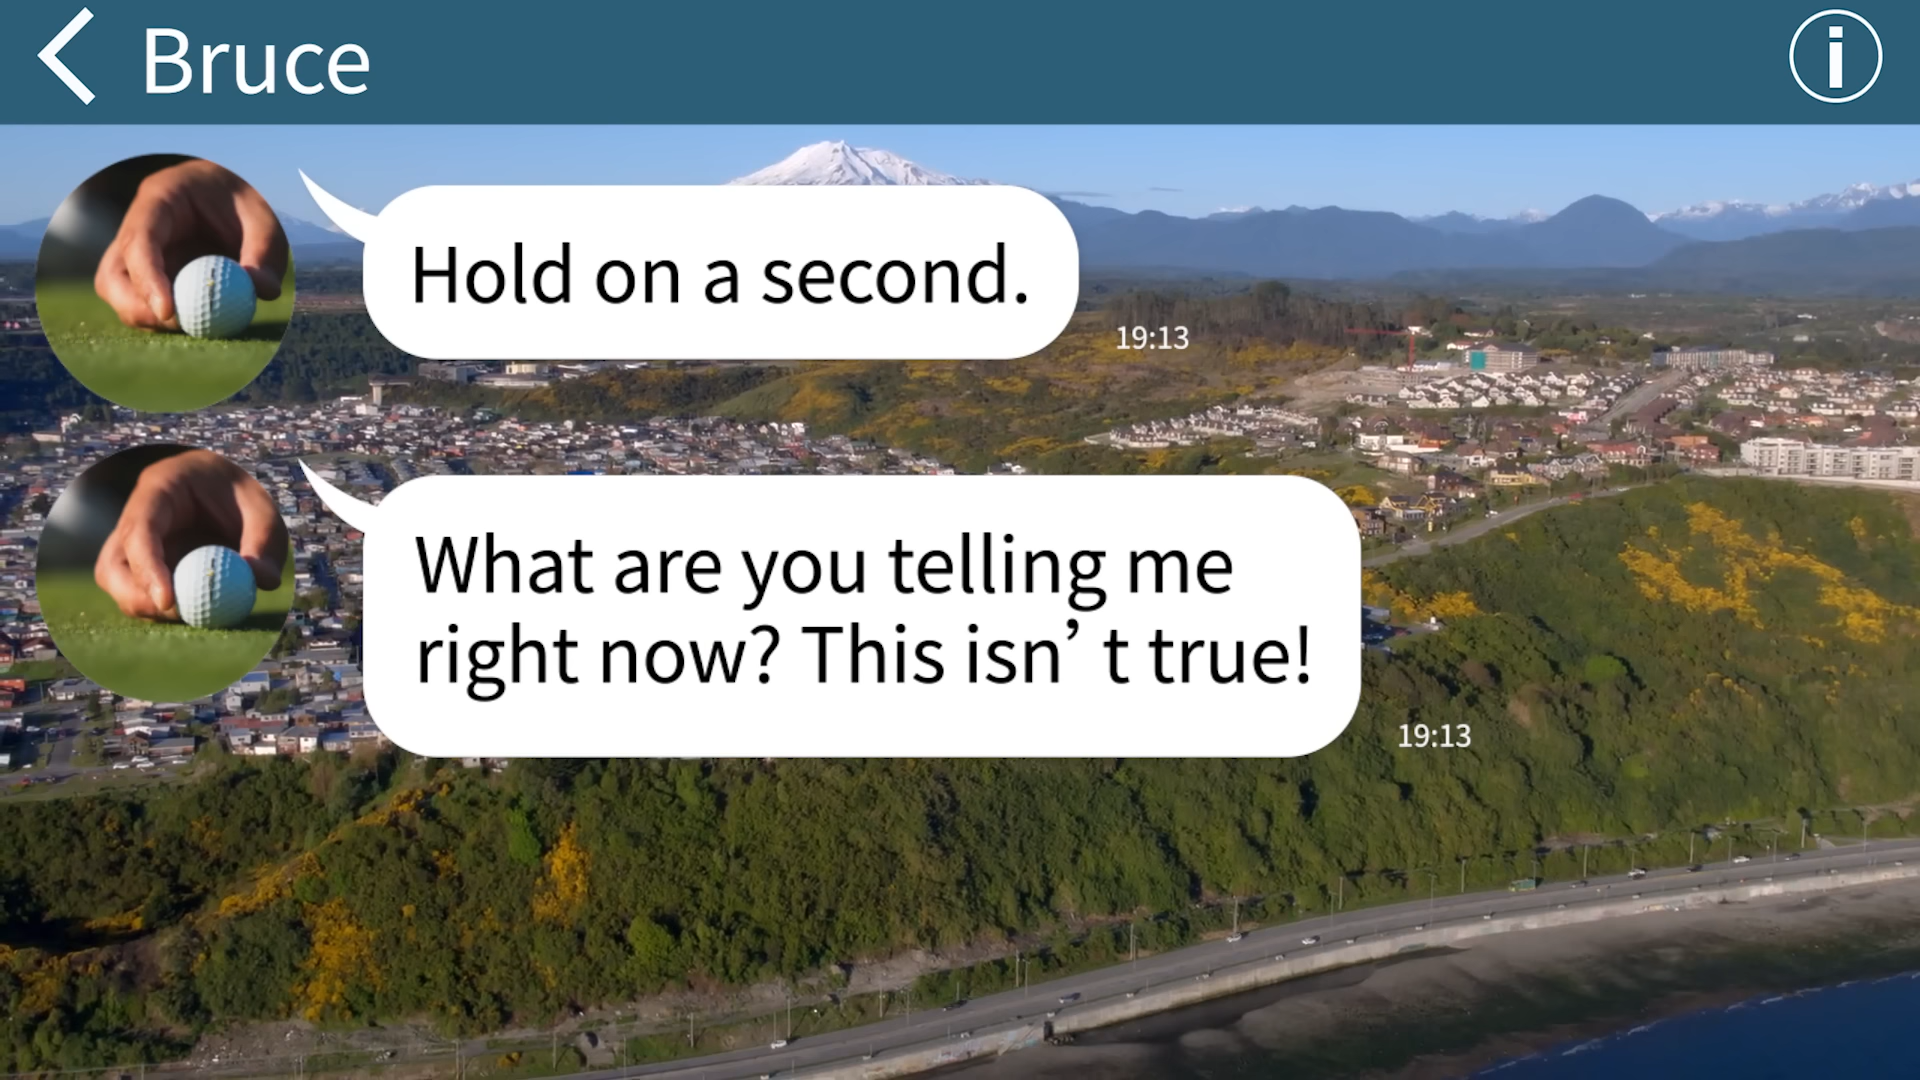 Bruce
Hold on a second.
19:13
What are you telling me
right now? This isn’ t true!
19:13